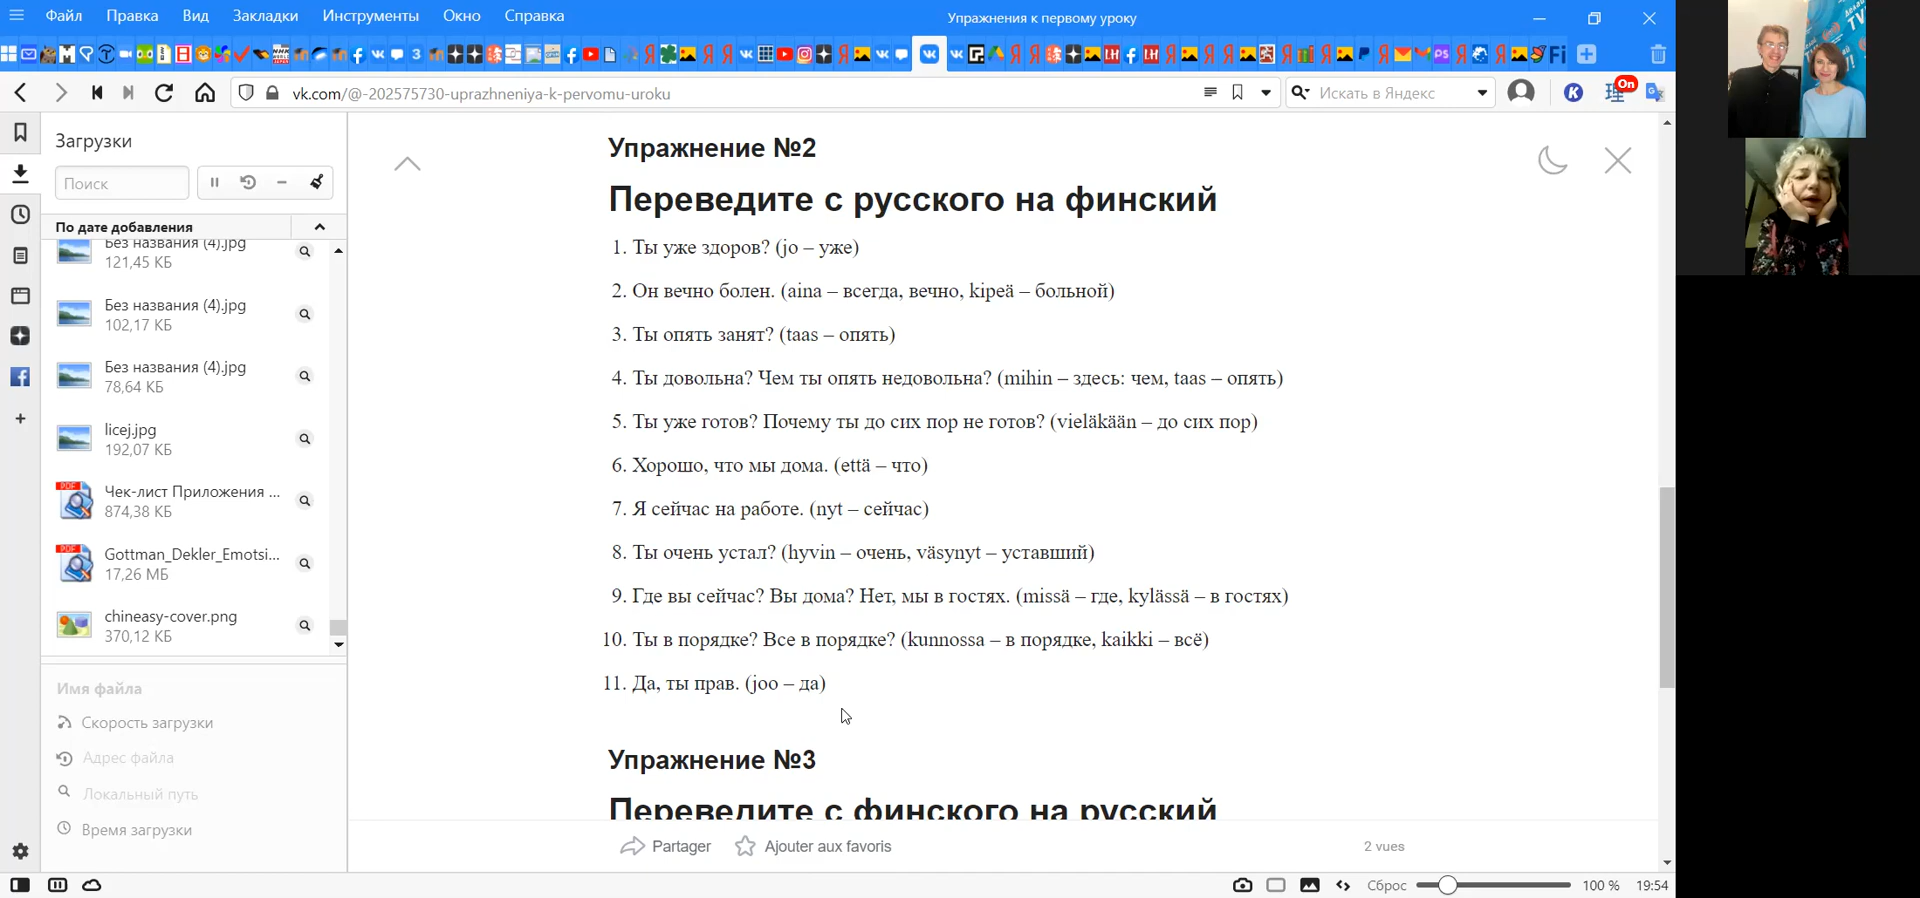 Файл Правка Вид Закладки Инструменты Окно Справка
Упражнения к первому уроку
vk.com/@-202575730-uprazhneniya-k-pervomu-uroku
Искать в Яндекс
On
Загрузки
Поиск
По дате добавления
Без названия (4).jpg
121,45 КБ
Без названия (4).jpg
102,17 КБ
Без названия (4).jpg
78,64 КБ
licej.jpg
192,07 КБ
Чек-лист Приложения ...
874,38 КБ
Gottman_Dekler_Emotsi...
17,26 МБ
chineasy-cover.png
370,12 КБ
Имя файла
Скорость загрузки
Адрес файла
Локальный путь
Время загрузки
Упражнение №2
Переведите с русского на финский
1. Ты уже здоров? (jo – уже)
2. Он вечно болен. (aina – всегда, вечно, kipeä – больной)
3. Ты опять занят? (taas – опять)
4. Ты довольна? Чем ты опять недовольна? (mihin – здесь: чем, taas – опять)
5. Ты уже готов? Почему ты до сих пор не готов? (vieläkään – до сих пор)
6. Хорошо, что мы дома. (että – что)
7. Я сейчас на работе. (nyt – сейчас)
8. Ты очень устал? (hyvin – очень, väsynyt – уставший)
9. Где вы сейчас? Вы дома? Нет, мы в гостях. (missä – где, kylässä – в гостях)
10. Ты в порядке? Все в порядке? (kunnossa – в порядке, kaikki – всё)
11. Да, ты прав. (joo – да)
Упражнение №3
Переведите с финского на русский
Partager Ajouter aux favoris 2 vues
Сброс 100 % 19:54